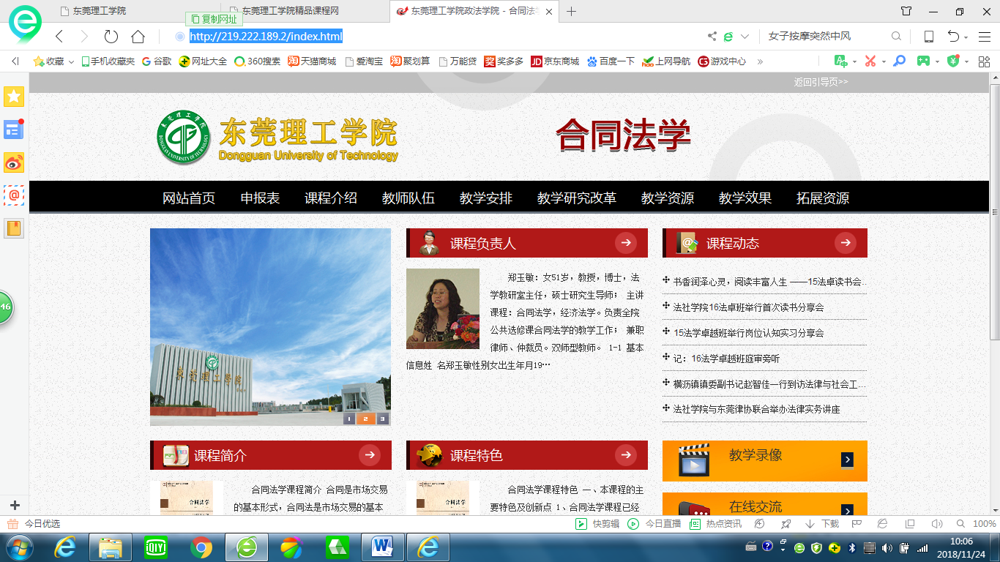 东莞理工学院
东莞理工学院精品课程网
东莞理工学院政法学院 - 合同法学
复制网址
http://219.222.189.2/index.html
女子按摩突然中风
收藏
手机收藏夹
谷歌
网址大全
360搜索
天猫商城
爱淘宝
聚划算
万能贷
奖多多
京东商城
百度一下
上网导航
游戏中心
返回引导页>>
东莞理工学院
Dongguan University of Technology
合同法学
网站首页 申报表 课程介绍 教师队伍 教学安排 教学研究改革 教学资源 教学效果 拓展资源
东莞理工学院
1 2 3
课程负责人
郑玉敏：女51岁，教授，博士，法
学教研室主任，硕士研究生导师； 主讲
课程：合同法学，经济法学。负责全院
公共选修课合同法学的教学工作； 兼职
律师、仲裁员。双师型教师。 1-1 基本
信息姓 名郑玉敏性别女出生年月19…
课程动态
书香润泽心灵，阅读丰富人生 ——15法卓读书会..
法社学院16法卓班举行首次读书分享会
15法学卓越班举行岗位认知实习分享会
记：16法学卓越班庭审旁听
横沥镇镇委副书记赵智佳一行到访法律与社会工...
法社学院与东莞律协联合举办法律实务讲座
课程简介
合同法学
合同法学课程简介 合同是市场交易
的基本形式，合同法是市场交易的基本
课程特色
合同法学
合同法学课程特色 一、本课程的主
要特色及创新点 1、合同法学课程已经
教学录像
在线交流
46
今日优选
快剪辑
今日直播
热点资讯
下载
100%
10:06
2018/11/24